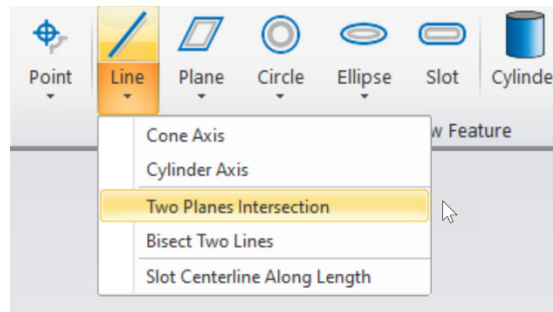 Point Line Plane Circle Ellipse Slot Cylinde
w Feature
Cone Axis
Cylinder Axis
Two Planes Intersection
Bisect Two Lines
Slot Centerline Along Length